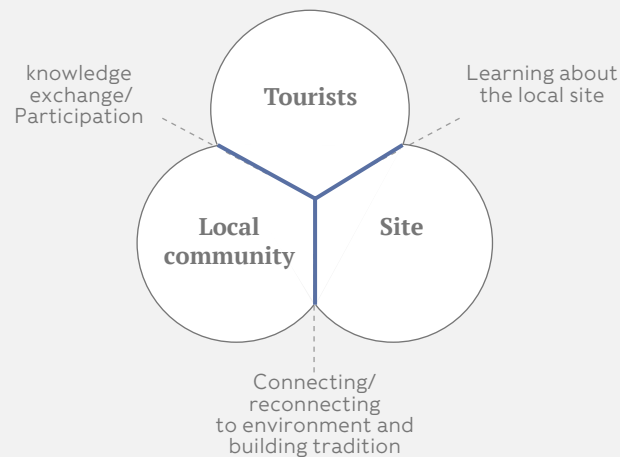 knowledge
exchange/
Participation
Tourists
Learning about
the local site
Local
community
Site
Connecting/
reconnecting
to environment and
building tradition